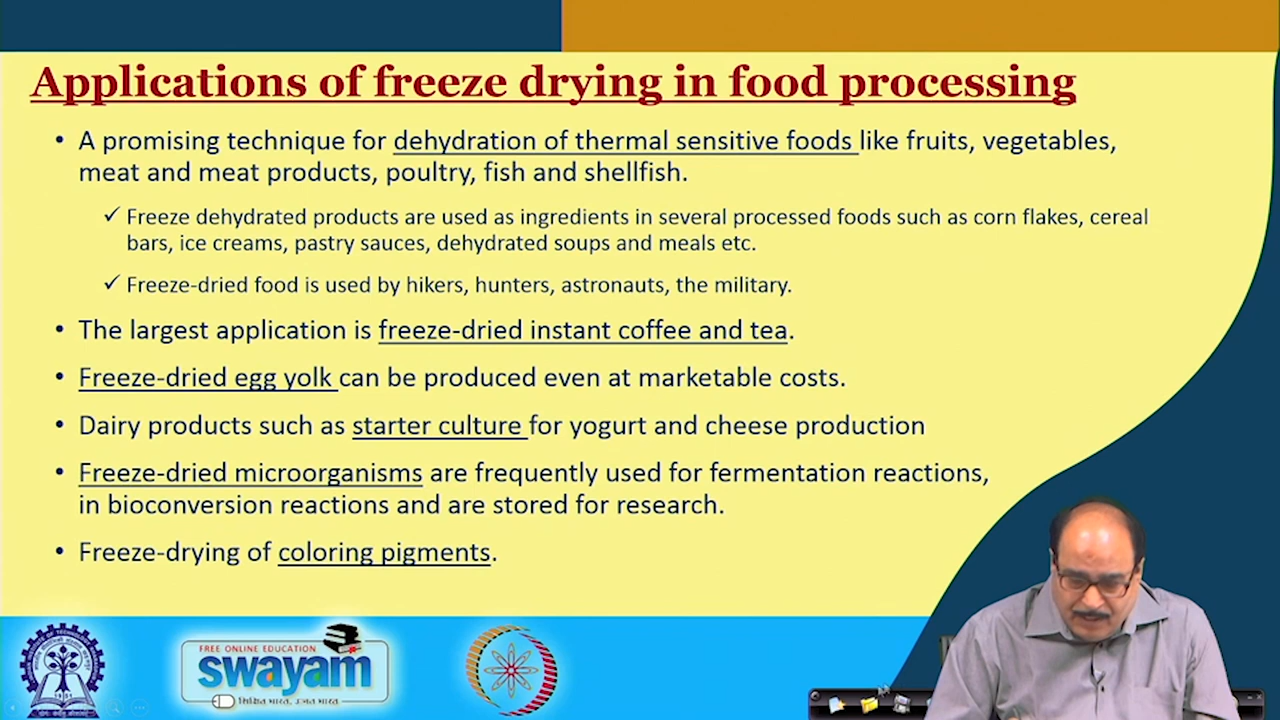 Applications of freeze drying in food processing
• A promising technique for dehydration of thermal sensitive foods like fruits, vegetables,
meat and meat products, poultry, fish and shellfish.
✓ Freeze dehydrated products are used as ingredients in several processed foods such as corn flakes, cereal
bars, ice creams, pastry sauces, dehydrated soups and meals etc.
✓ Freeze-dried food is used by hikers, hunters, astronauts, the military.
• The largest application is freeze-dried instant coffee and tea.
• Freeze-dried egg yolk can be produced even at marketable costs.
• Dairy products such as starter culture for yogurt and cheese production
• Freeze-dried microorganisms are frequently used for fermentation reactions,
in bioconversion reactions and are stored for research.
• Freeze-drying of coloring pigments.
FREE ONLINE EDUCATION
swayam
शिक्षित भारत, उन्नत भारत